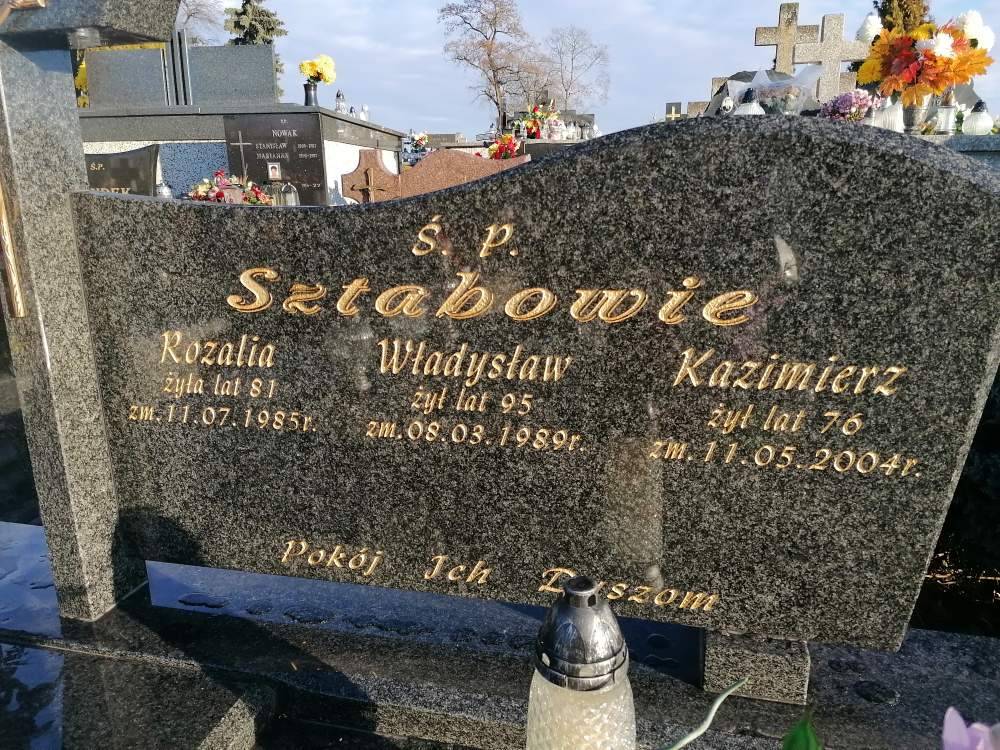 Ś.P.
NOWAK
STANISŁAW
MARIANNA
Ś. P.
Sztabowie
Rozalia
żyła lat 81
zm.11.07.1985r.
Władysław
żył lat 95
zm.08.03.1989r.
Kazimierz
żył lat 76
zm.11.05.2004r.
Pokój Ich Duszom